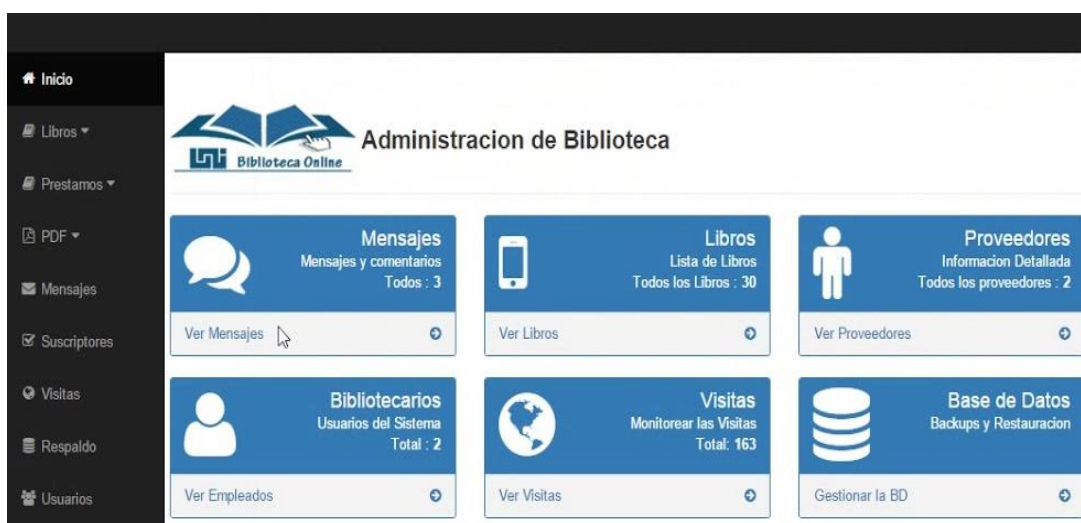 Inicio
Libros
Prestamos
PDF
Mensajes
Suscriptores
Visitas
Respaldo
Usuarios
Biblioteca Online
Administracion de Biblioteca
Mensajes
Mensajes y comentarios
Todos : 3
Ver Mensajes
Libros
Lista de Libros
Todos los Libros : 30
Ver Libros
Proveedores
Informacion Detallada
Todos los proveedores : 2
Ver Proveedores
Bibliotecarios
Usuarios del Sistema
Total : 2
Ver Empleados
Visitas
Monitorear las Visitas
Total: 163
Ver Visitas
Base de Datos
Backups y Restauracion
Gestionar la BD